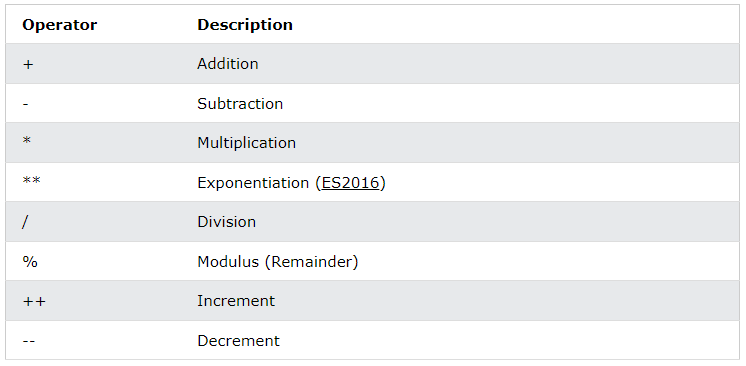 Operator Description
+ Addition
- Subtraction
* Multiplication
** Exponentiation (ES2016)
/ Division
% Modulus (Remainder)
++ Increment
-- Decrement